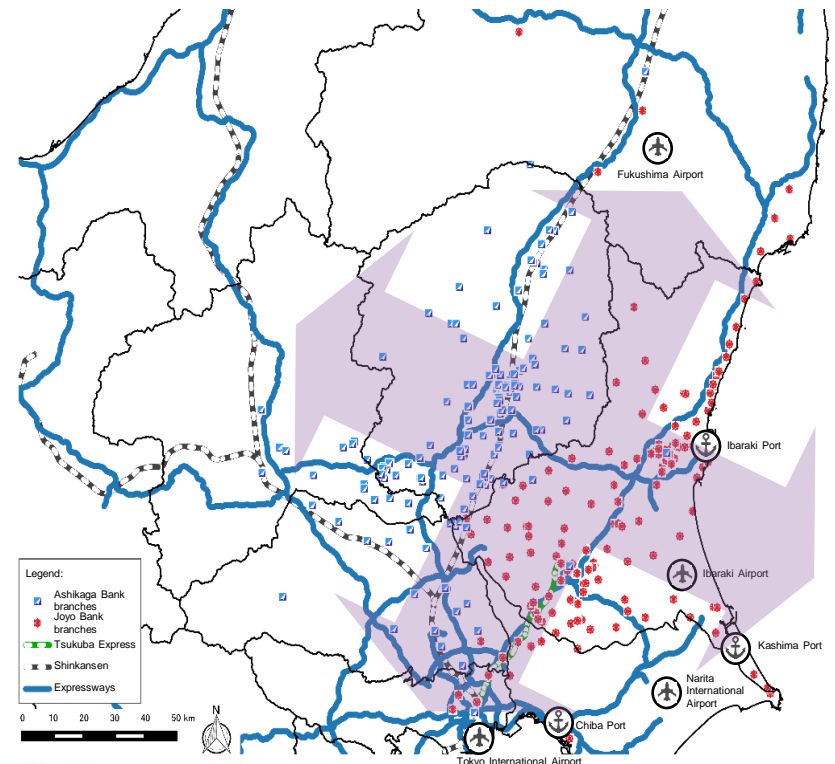 Fukushima Airport
Ibaraki Port
Ibaraki Airport
Kashima Port
Narita
International
Airport
Chiba Port
Tokyo International Airport
Legend:
Ashikaga Bank
branches
Joyo Bank
branches
Tsukuba Express
Shinkansen
Expressways
0 10 20 30 40 50 km
N